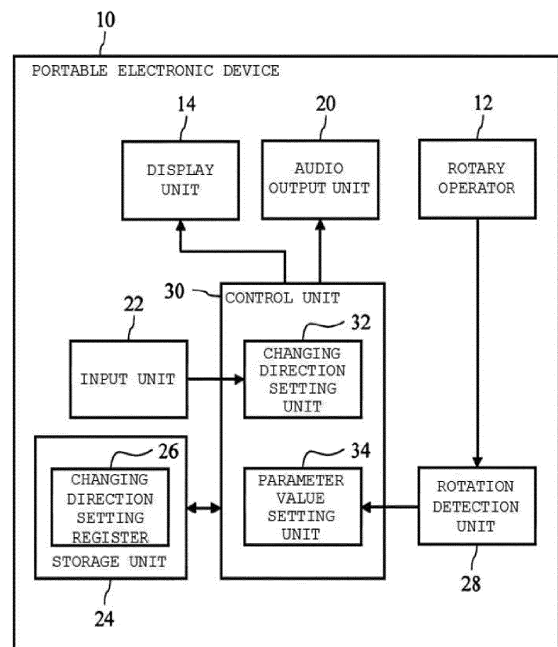 10
PORTABLE ELECTRONIC DEVICE
14
20
12
DISPLAY
UNIT
AUDIO
OUTPUT UNIT
ROTARY
OPERATOR
30
CONTROL UNIT
22
32
INPUT UNIT
CHANGING
DIRECTION
SETTING
UNIT
26
34
CHANGING
DIRECTION
SETTING
REGISTER
STORAGE UNIT
PARAMETER
VALUE
SETTING
UNIT
ROTATION
DETECTION
UNIT
24
28